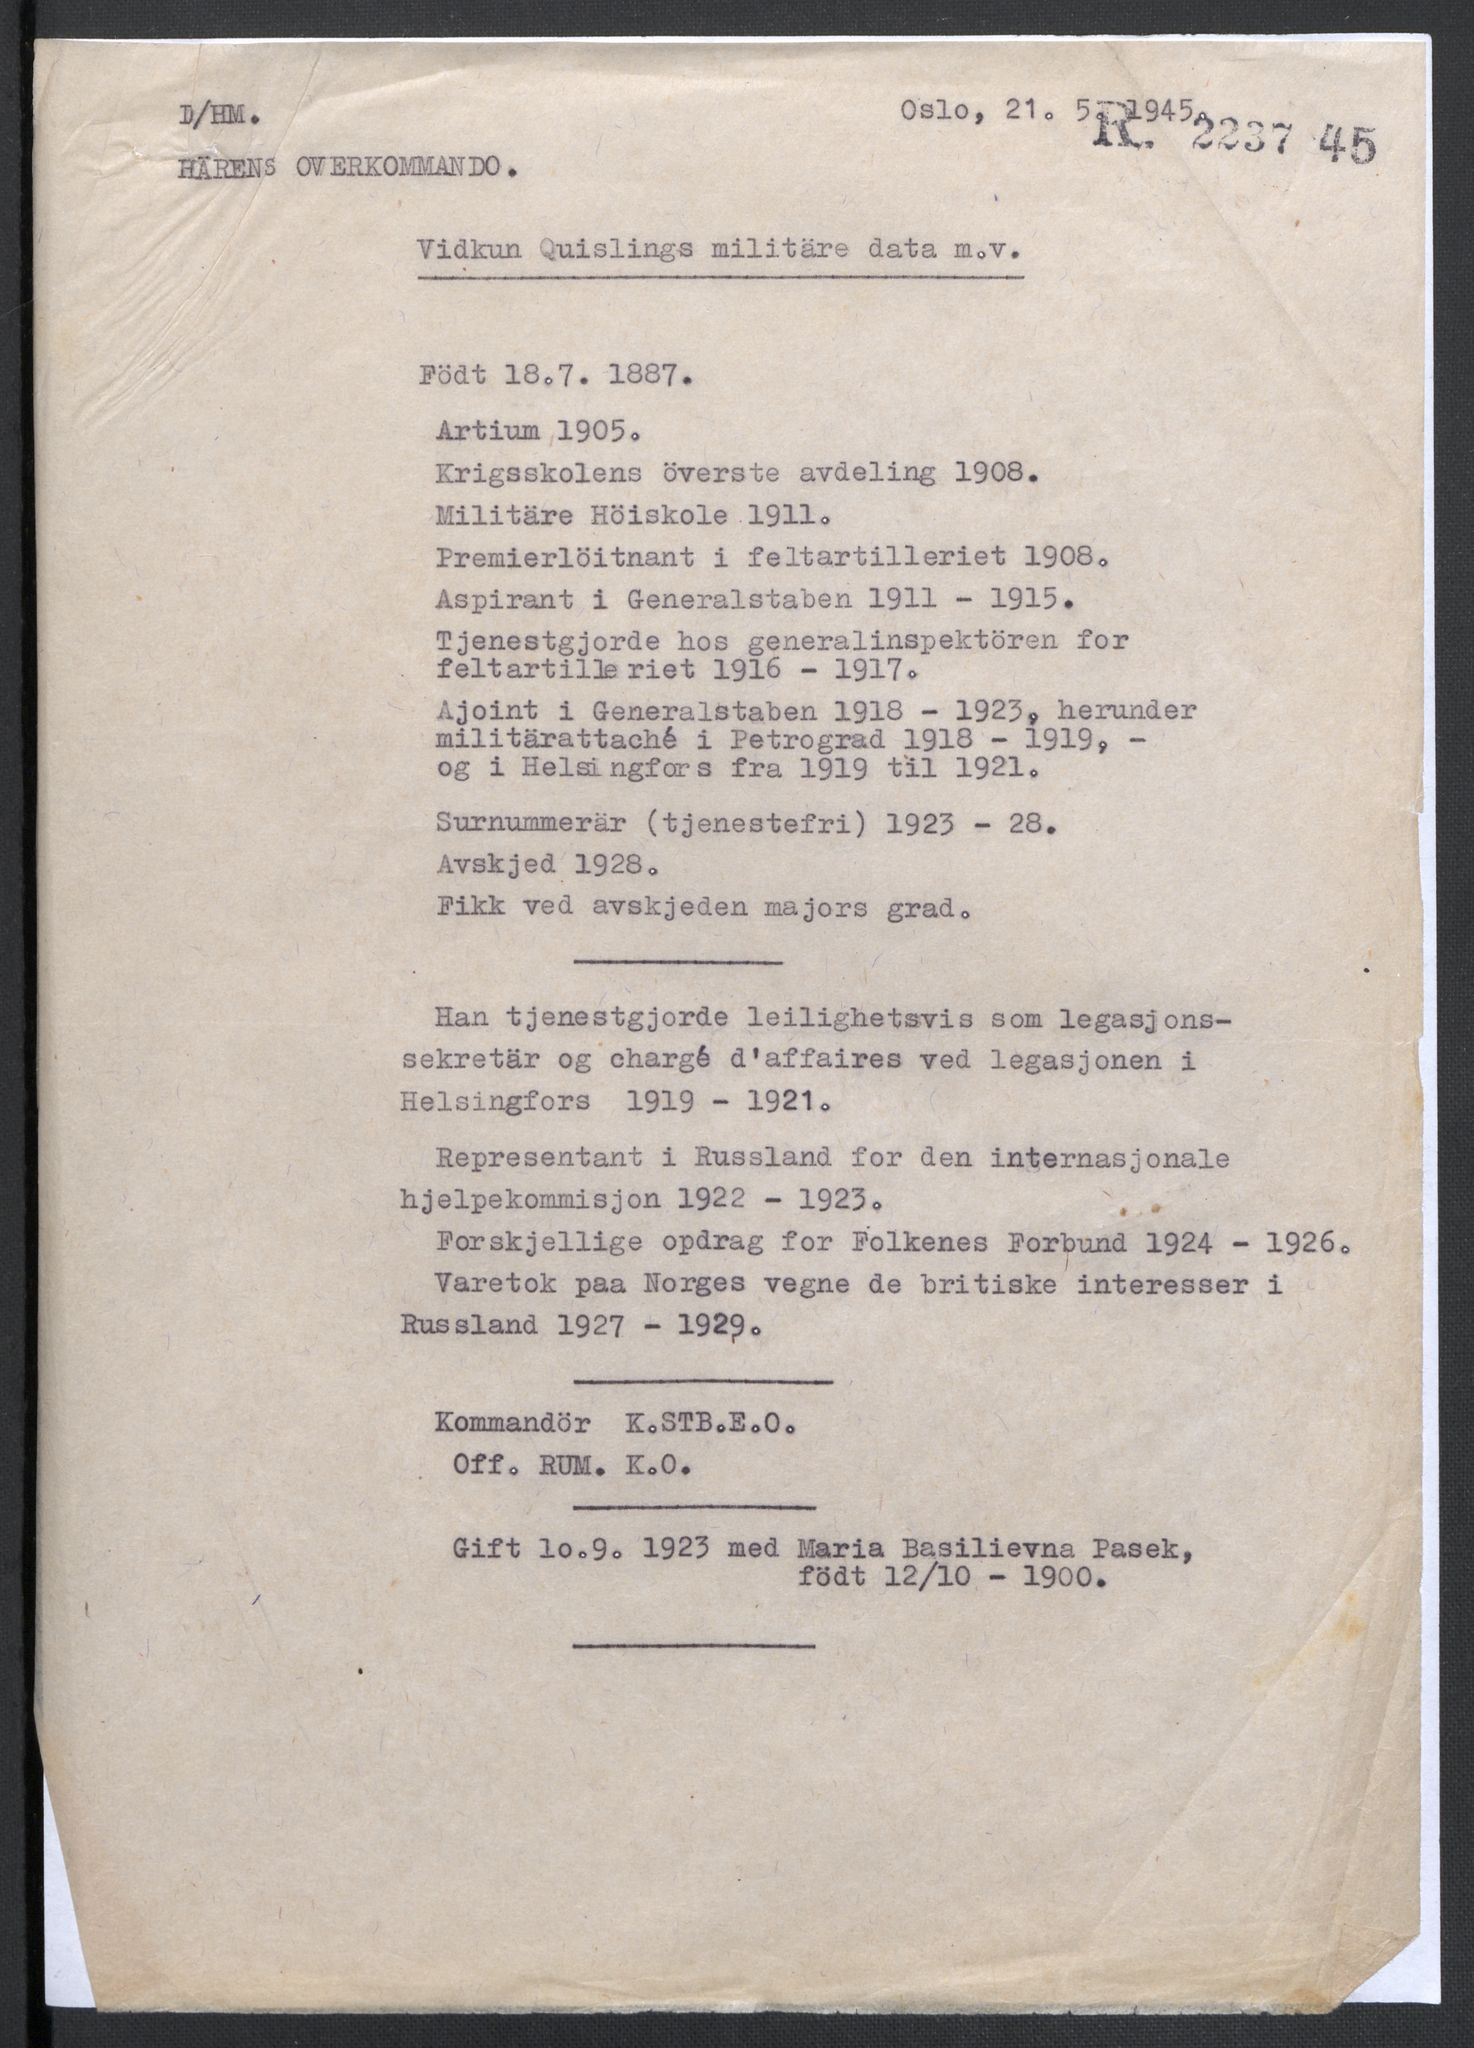 D/HM.
Oslo, 21. 5. 1945.
R. 2237 45
HÄRENS OVERKOMMANDO.
Vidkun Quislings militäre data m.v.
Födt 18.7. 1887.
Artium 1905.
Krigsskolens överste avdeling 1908.
Militäre Höiskole 1911.
Premierlöitnant i feltartilleriet 1908.
Aspirant i Generalstaben 1911 - 1915.
Tjenestgjorde hos generalinspektören for
feltartilleriet 1916 - 1917.
Ajoint i Generalstaben 1918 - 1923, herunder
militärattaché i Petrograd 1918 - 1919, -
og i Helsingfors fra 1919 til 1921.
Surnummerär (tjenestefri) 1923 - 28.
Avskjed 1928.
Fikk ved avskjeden majors grad.
Han tjenestgjorde leilighetsvis som legasjons-
sekretär og chargé d'affaires ved legasjonen i
Helsingfors 1919 - 1921.
Representant i Russland for den internasjonale
hjelpekommisjon 1922 - 1923.
Forskjellige opdrag for Folkenes Forbund 1924 - 1926.
Varetok paa Norges vegne de britiske interesser i
Russland 1927 - 1929.
Kommandör K.STB.E.O.
Off. RUM. K.O.
Gift lo.9. 1923 med Maria Basilievna Pasek,
födt 12/10 - 1900.